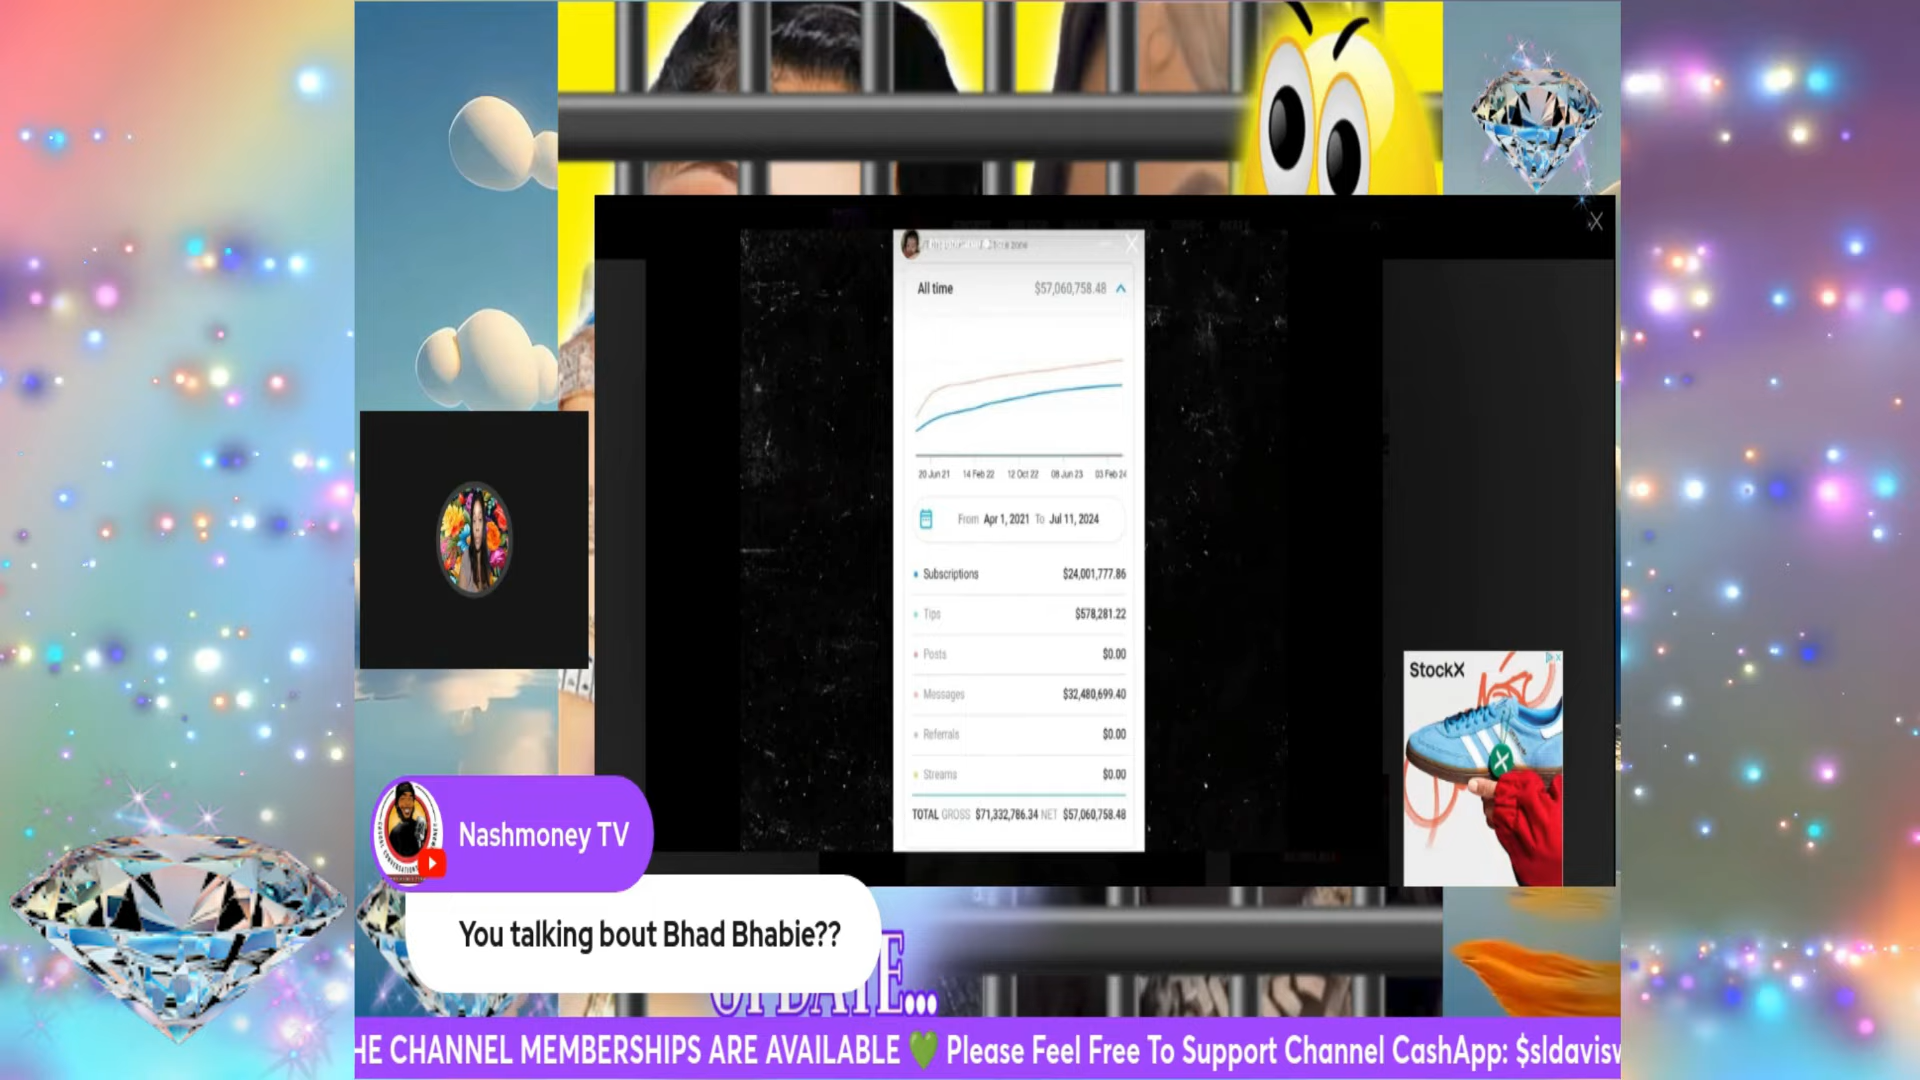 All time $57,060,758.48
20 Jun 21 14 Feb 22 12 Oct 22 08 Jun 23 03 Feb 24
From Apr 1, 2021 To Jul 11, 2024
Subscriptions $24,001,777.86
Tips $578,281.22
Posts $0.00
Messages $32,480,699.40
Referrals $0.00
Streams $0.00
TOTAL GROSS $71,332,786.34 NET $57,060,758.48
StockX
Nashmoney TV
You talking bout Bhad Bhabie??
UPDATE...
HE CHANNEL MEMBERSHIPS ARE AVAILABLE 💚 Please Feel Free To Support Channel CashApp: $sldavisw